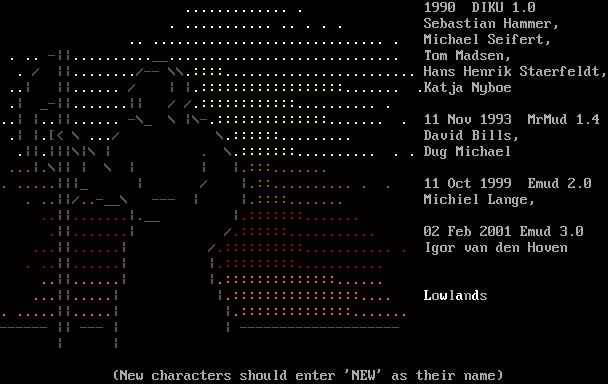 1990  DIKU 1.0
Sebastian Hammer,
Michael Seifert,
Tom Madsen,
Hans Henrik Staerfeldt,
Katja Nyboe
11 Nov 1993  MrMud 1.4
David Bills,
Dug Michael
11 Oct 1999  Emud 2.0
Michiel Lange,
02 Feb 2001 Emud 3.0
Igor van den Hoven
Lowlands
(New characters should enter 'NEW' as their name)